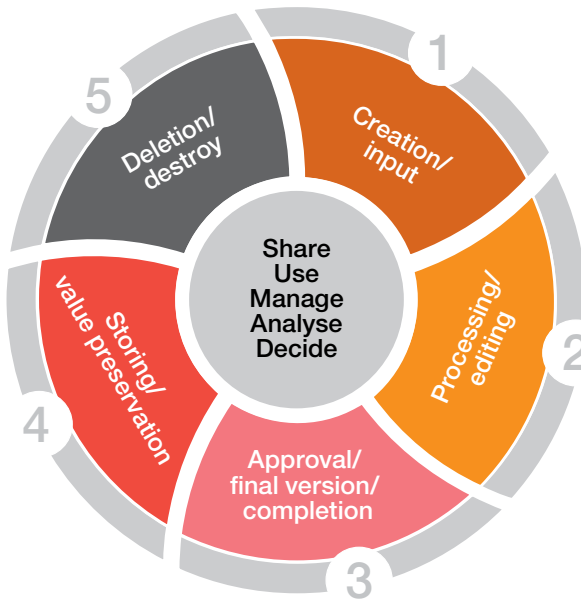 1
Creation/
input
2
Processing/
editing
3
Approval/
final version/
completion
4
Storing/
value preservation
5
Deletion/
destroy
Share
Use
Manage
Analyse
Decide